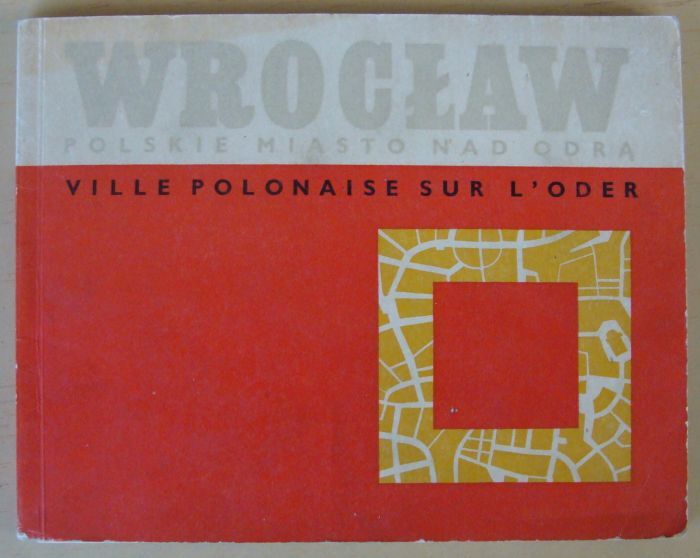 WROCŁAW
POLSKIE MIASTO NAD ODRĄ
VILLE POLONAISE SUR L'ODER